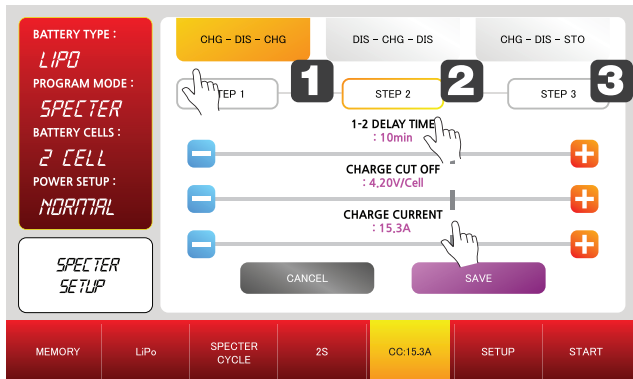 BATTERY TYPE :
LIPO
PROGRAM MODE :
SPECTER
BATTERY CELLS :
2 CELL
POWER SETUP :
NORMAL
SPECTER
SETUP
CHG – DIS – CHG
DIS – CHG – DIS
CHG – DIS – STO
TEP 1
1
STEP 2
2
STEP 3
3
1-2 DELAY TIME
: 10min
CHARGE CUT OFF
: 4.20V/Cell
CHARGE CURRENT
: 15.3A
CANCEL
SAVE
MEMORY
LiPo
SPECTER
CYCLE
2S
CC:15.3A
SETUP
START